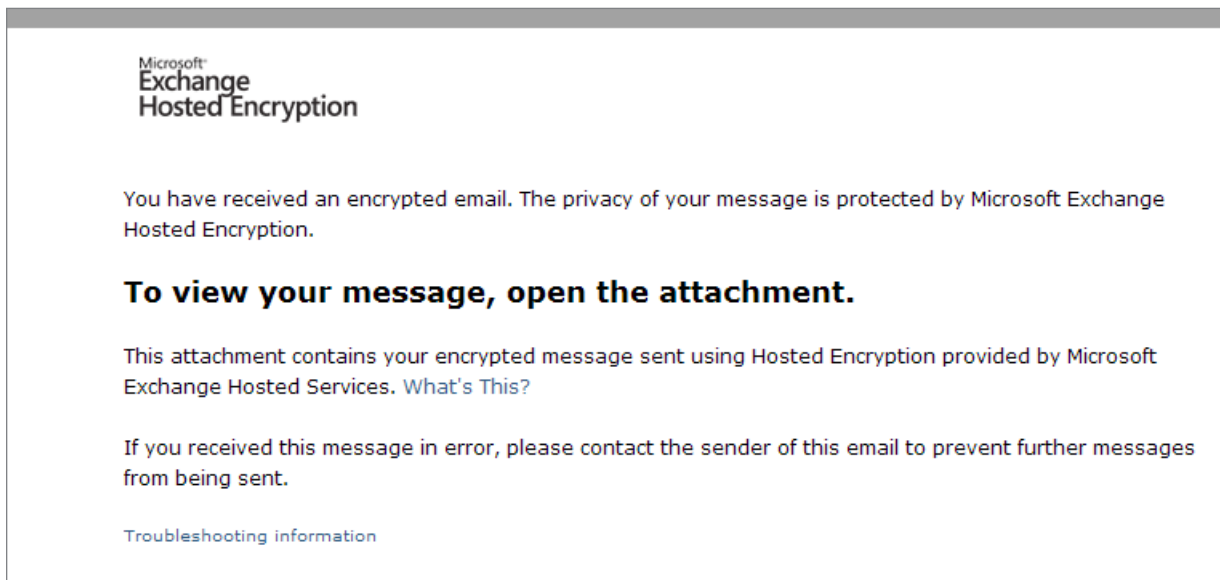 Microsoft·
Exchange
Hosted Encryption
You have received an encrypted email. The privacy of your message is protected by Microsoft Exchange
Hosted Encryption.
To view your message, open the attachment.
This attachment contains your encrypted message sent using Hosted Encryption provided by Microsoft
Exchange Hosted Services. What's This?
If you received this message in error, please contact the sender of this email to prevent further messages
from being sent.
Troubleshooting information